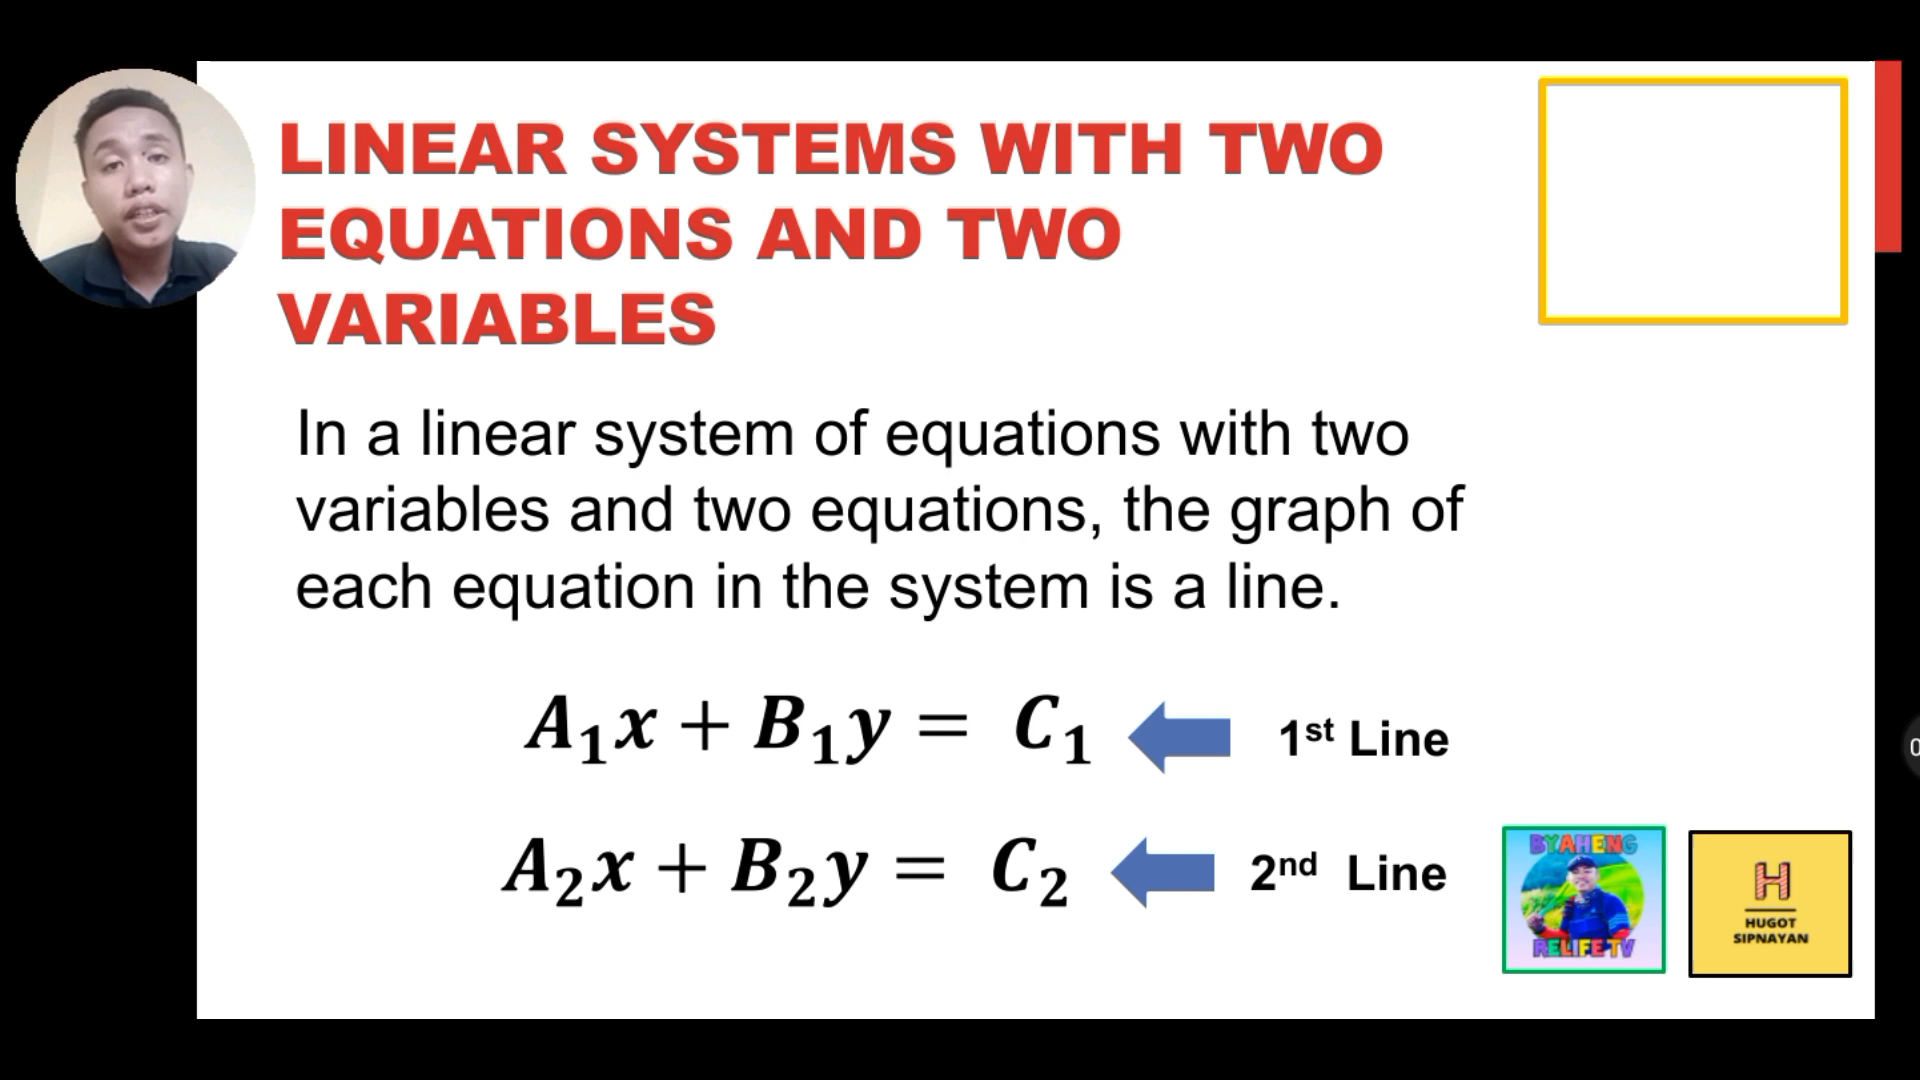 LINEAR SYSTEMS WITH TWO
EQUATIONS AND TWO
VARIABLES
In a linear system of equations with two
variables and two equations, the graph of
each equation in the system is a line.
A₁x + B₁y = C₁ 1st Line
A₂x + B₂y = C₂ 2nd Line
BYAHENG
RELIFE TV
H
HUGOT
SIPNAYAN
0